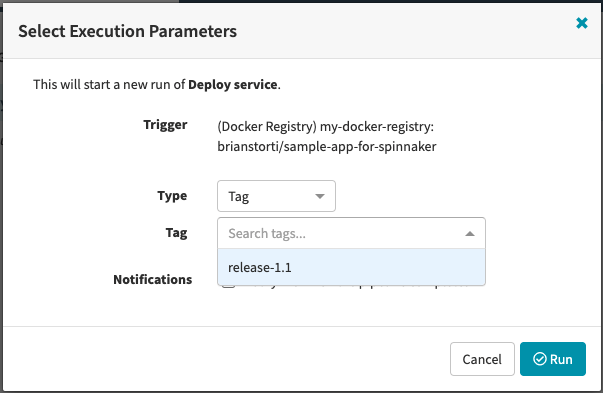 Select Execution Parameters
This will start a new run of Deploy service.
Trigger
(Docker Registry) my-docker-registry:
brianstorti/sample-app-for-spinnaker
Type
Tag
Tag
Search tags...
release-1.1
Notifications
Cancel
Run